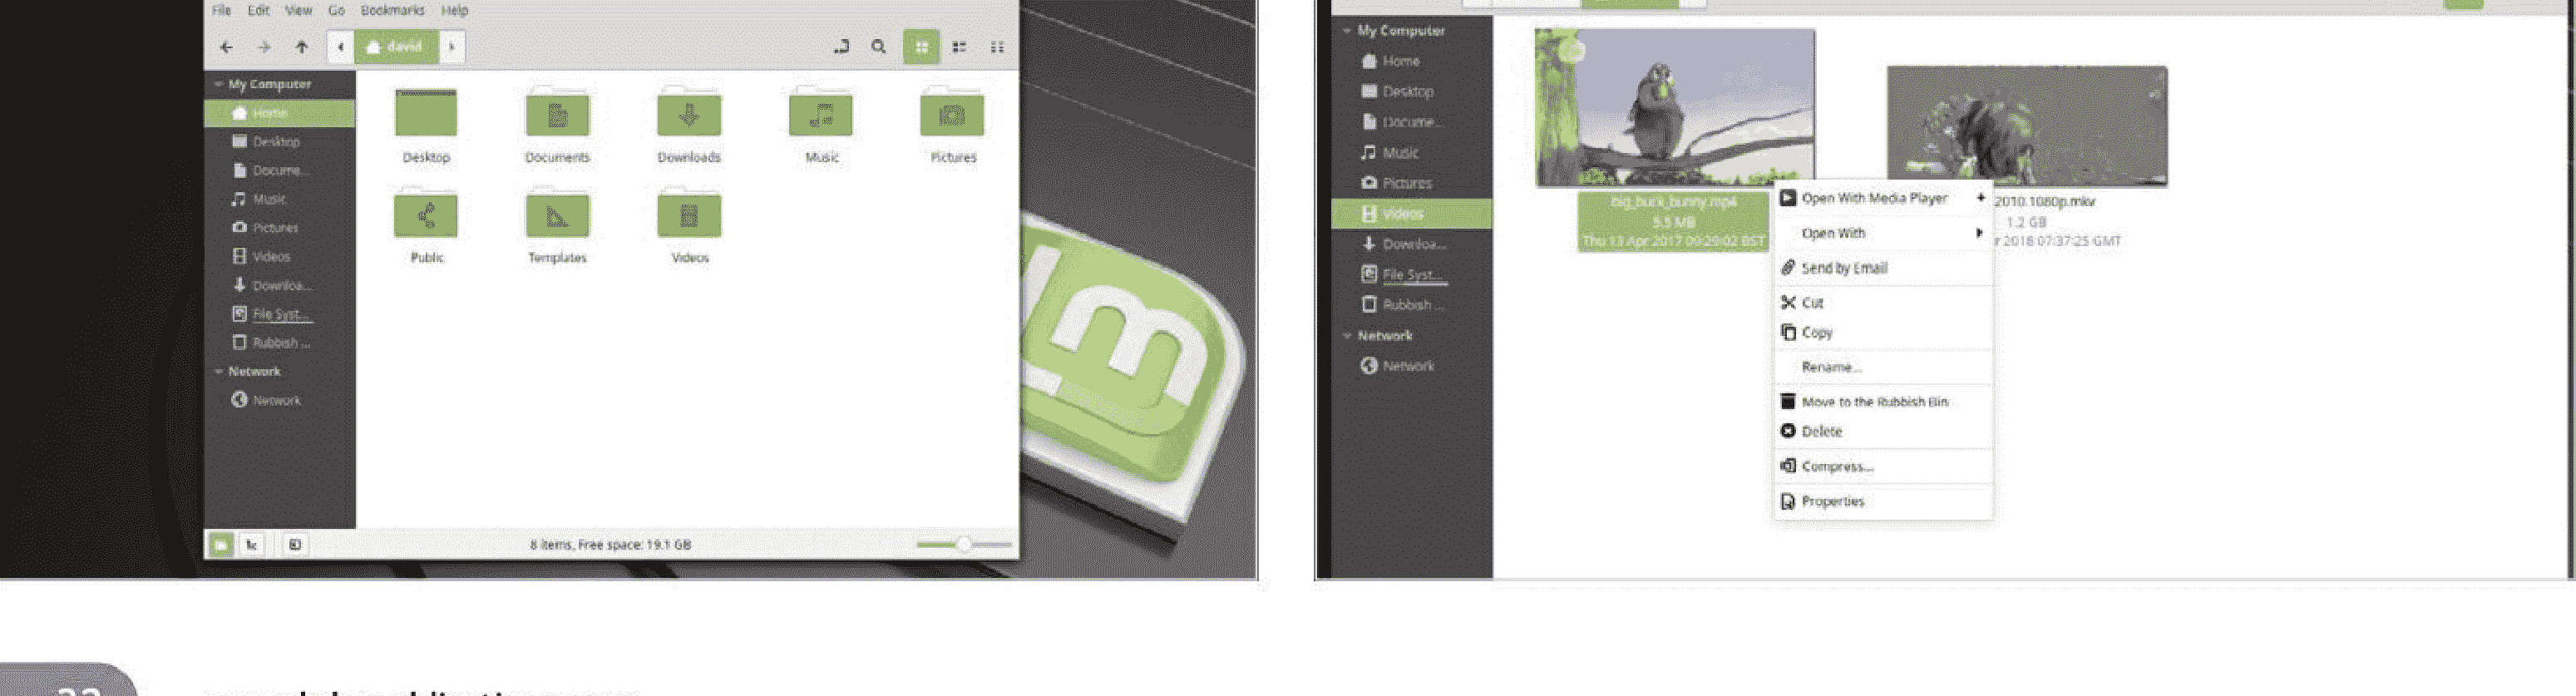 File Edit View Go Bookmarks Help
david
My Computer
Home
Desktop
Docume...
Music
Pictures
Videos
Downloa...
File Syst...
Rubbish ...
Network
Network
Desktop Documents Downloads Music Pictures
Public Templates Videos
8 items, Free space: 19.1 GB
My Computer
Home
Desktop
Docume...
Music
Pictures
Videos
Downloa...
File Syst...
Rubbish ...
Network
Network
big_buck_bunny.mp4
5.5 MB
Thu 13 Apr 2017 09:29:02 BST
2010.1080p.mkv
1.2 GB
r 2018 07:37:25 GMT
Open With Media Player
Open With
Send by Email
Cut
Copy
Rename...
Move to the Rubbish Bin
Delete
Compress...
Properties